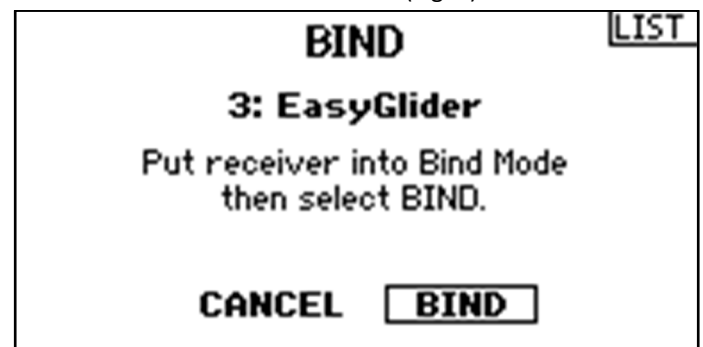 BIND
LIST
3: EasyGlider
Put receiver into Bind Mode
then select BIND.
CANCEL BIND